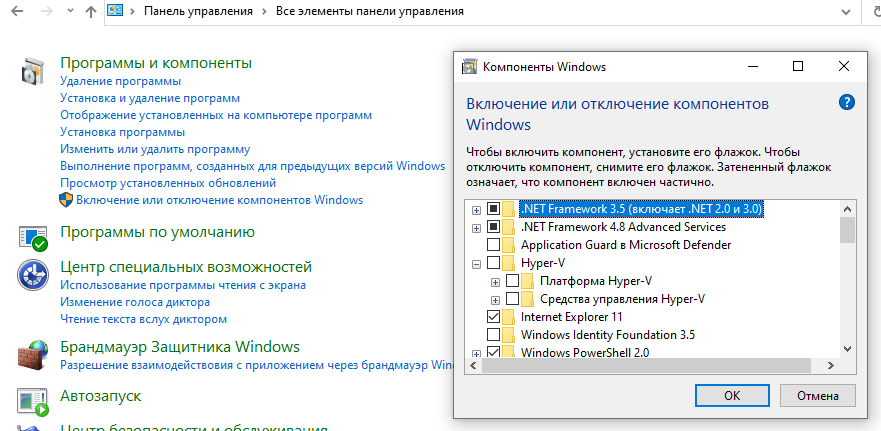 Панель управления > Все элементы панели управления
Программы и компоненты
Удаление программы
Установка и удаление программ
Отображение установленных на компьютере программ
Установка программы
Изменить или удалить программу
Выполнение программ, созданных для предыдущих версий Windows
Просмотр установленных обновлений
Включение или отключение компонентов Windows
Программы по умолчанию
Центр специальных возможностей
Использование программы чтения с экрана
Изменение голоса диктора
Чтение текста вслух диктором
Брандмауэр Защитника Windows
Разрешение взаимодействия с приложением через брандмауэр Win
Автозапуск
Центр безопасности и обслуживания
Компоненты Windows
Включение или отключение компонентов
Windows
Чтобы включить компонент, установите его флажок. Чтобы
отключить компонент, снимите его флажок. Затененный флажок
означает, что компонент включен частично.
.NET Framework 3.5 (включает .NET 2.0 и 3.0)
.NET Framework 4.8 Advanced Services
Application Guard в Microsoft Defender
Hyper-V
Платформа Hyper-V
Средства управления Hyper-V
Internet Explorer 11
Windows Identity Foundation 3.5
Windows PowerShell 2.0
OK
Отмена